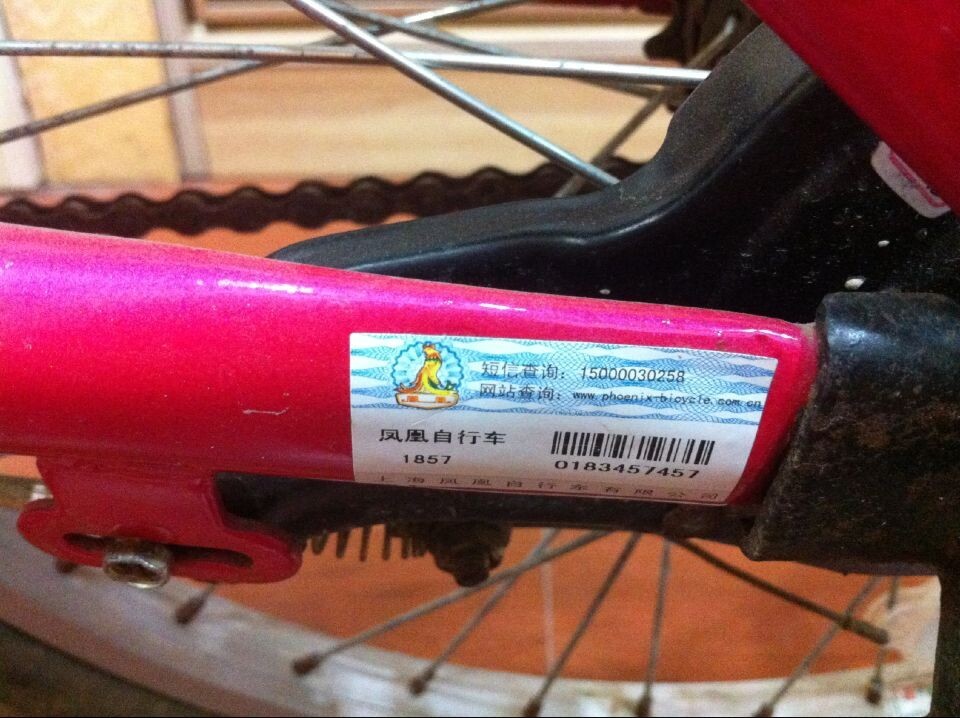 短信查询：15000030258
网站查询：www.phoenix-bicycle.com.cn
凤凰自行车
1857
0183457457
上海凤凰自行车有限公司